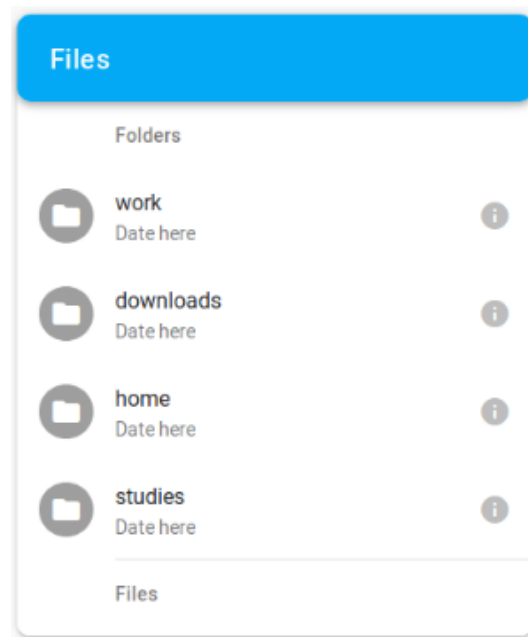 Files
Folders
work
Date here
downloads
Date here
home
Date here
studies
Date here
Files